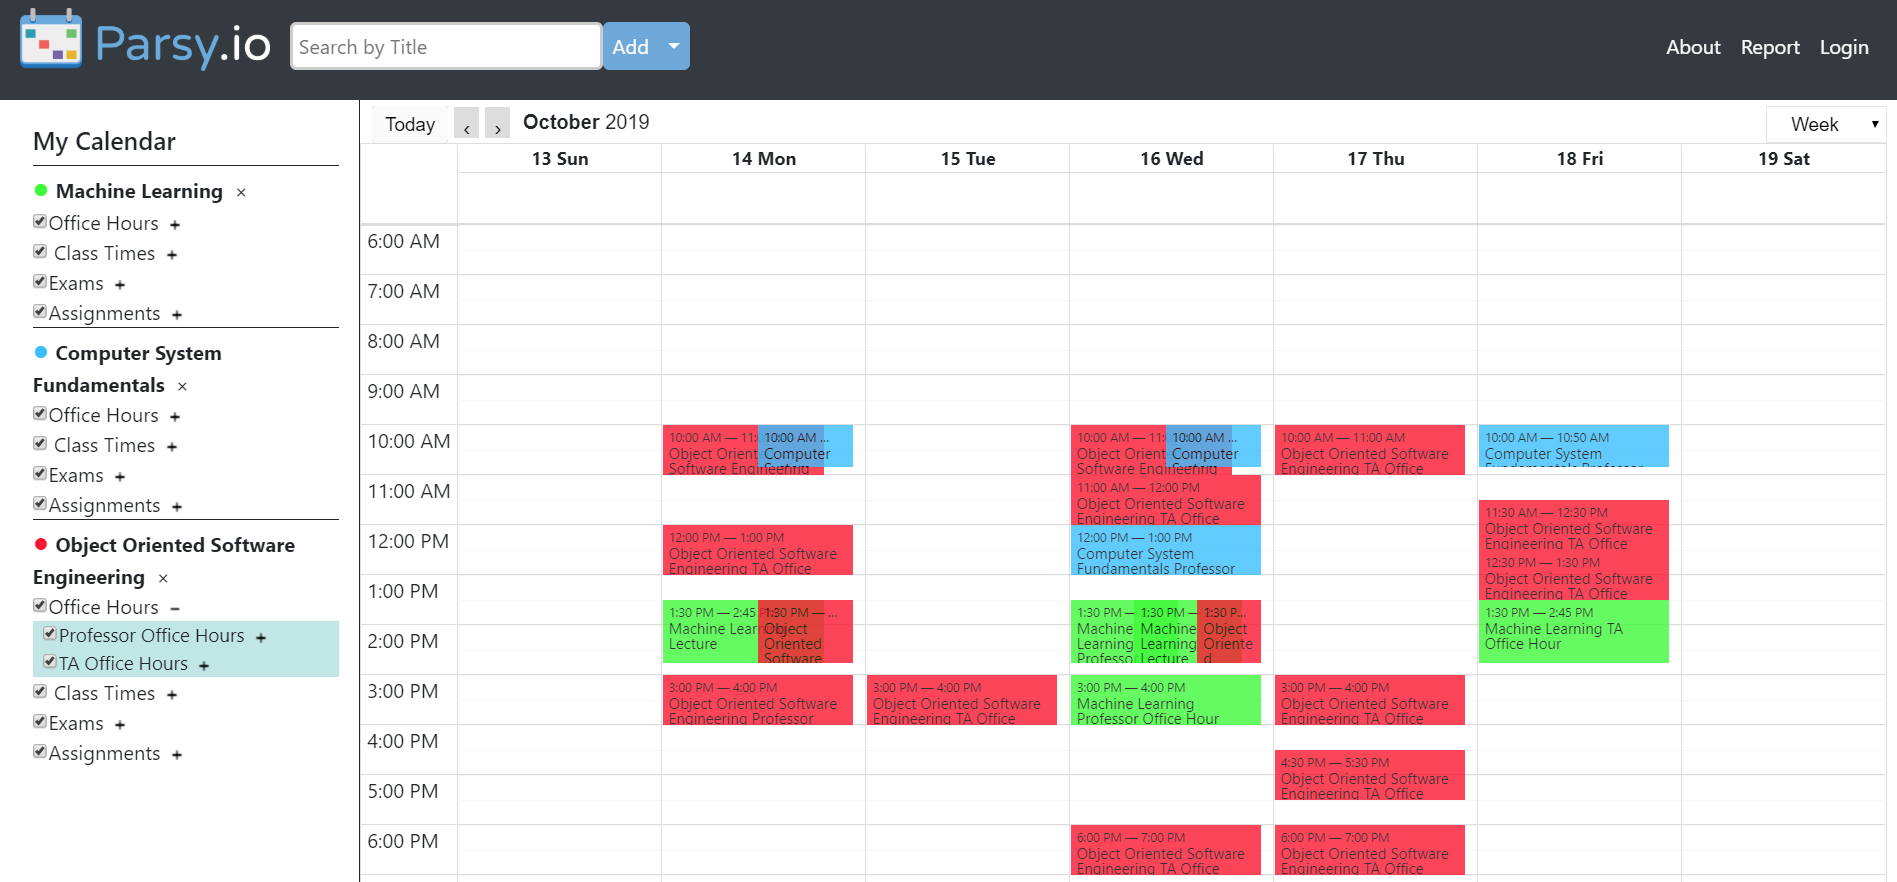 Parsy.io
Search by Title
Add
About Report Login
My Calendar
Machine Learning ×
Office Hours +
Class Times +
Exams +
Assignments +
Computer System
Fundamentals ×
Office Hours +
Class Times +
Exams +
Assignments +
Object Oriented Software
Engineering ×
Office Hours −
Professor Office Hours +
TA Office Hours +
Class Times +
Exams +
Assignments +
Today ‹ › October 2019
Week
13 Sun 14 Mon 15 Tue 16 Wed 17 Thu 18 Fri 19 Sat
6:00 AM
7:00 AM
8:00 AM
9:00 AM
10:00 AM
11:00 AM
12:00 PM
1:00 PM
2:00 PM
3:00 PM
4:00 PM
5:00 PM
6:00 PM
10:00 AM — 11:
Object Orient
Software Engineering
10:00 AM ...
Computer
12:00 PM — 1:00 PM
Object Oriented Software
Engineering TA Office
1:30 PM — 2:45
Machine Lear
Lecture
1:30 PM — ...
Object
Oriented
Software
3:00 PM — 4:00 PM
Object Oriented Software
Engineering Professor
3:00 PM — 4:00 PM
Object Oriented Software
Engineering TA Office
10:00 AM — 11:
Object Orient
Software Engineering
10:00 AM ...
Computer
11:00 AM — 12:00 PM
Object Oriented Software
Engineering TA Office
12:00 PM — 1:00 PM
Computer System
Fundamentals Professor
1:30 PM —
Machine
Learning
Professo
1:30 PM —
Machine
Learning
Lecture
1:30 P...
Object
Oriente
d
3:00 PM — 4:00 PM
Machine Learning
Professor Office Hour
6:00 PM — 7:00 PM
Object Oriented Software
Engineering TA Office
10:00 AM — 11:00 AM
Object Oriented Software
Engineering TA Office
3:00 PM — 4:00 PM
Object Oriented Software
Engineering TA Office
4:30 PM — 5:30 PM
Object Oriented Software
Engineering TA Office
6:00 PM — 7:00 PM
Object Oriented Software
Engineering TA Office
10:00 AM — 10:50 AM
Computer System
Fundamentals Professor
11:30 AM — 12:30 PM
Object Oriented Software
Engineering TA Office
12:30 PM — 1:30 PM
Object Oriented Software
Engineering TA Office
1:30 PM — 2:45 PM
Machine Learning TA
Office Hour